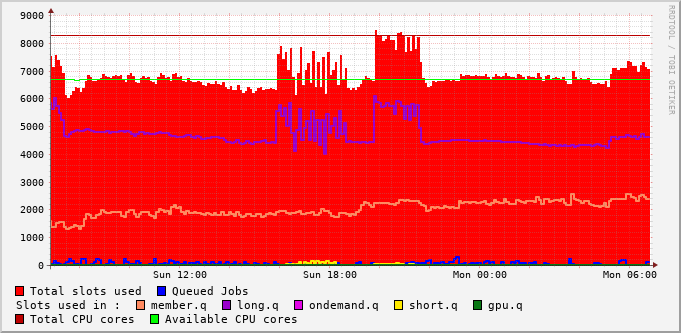 9000
8000
7000
6000
5000
4000
3000
2000
1000
0
Sun 12:00 Sun 18:00 Mon 00:00 Mon 06:00
RRDTOOL / TOBI OETIKER
Total slots used Queued Jobs
Slots used in : member.q long.q ondemand.q short.q gpu.q
Total CPU cores Available CPU cores